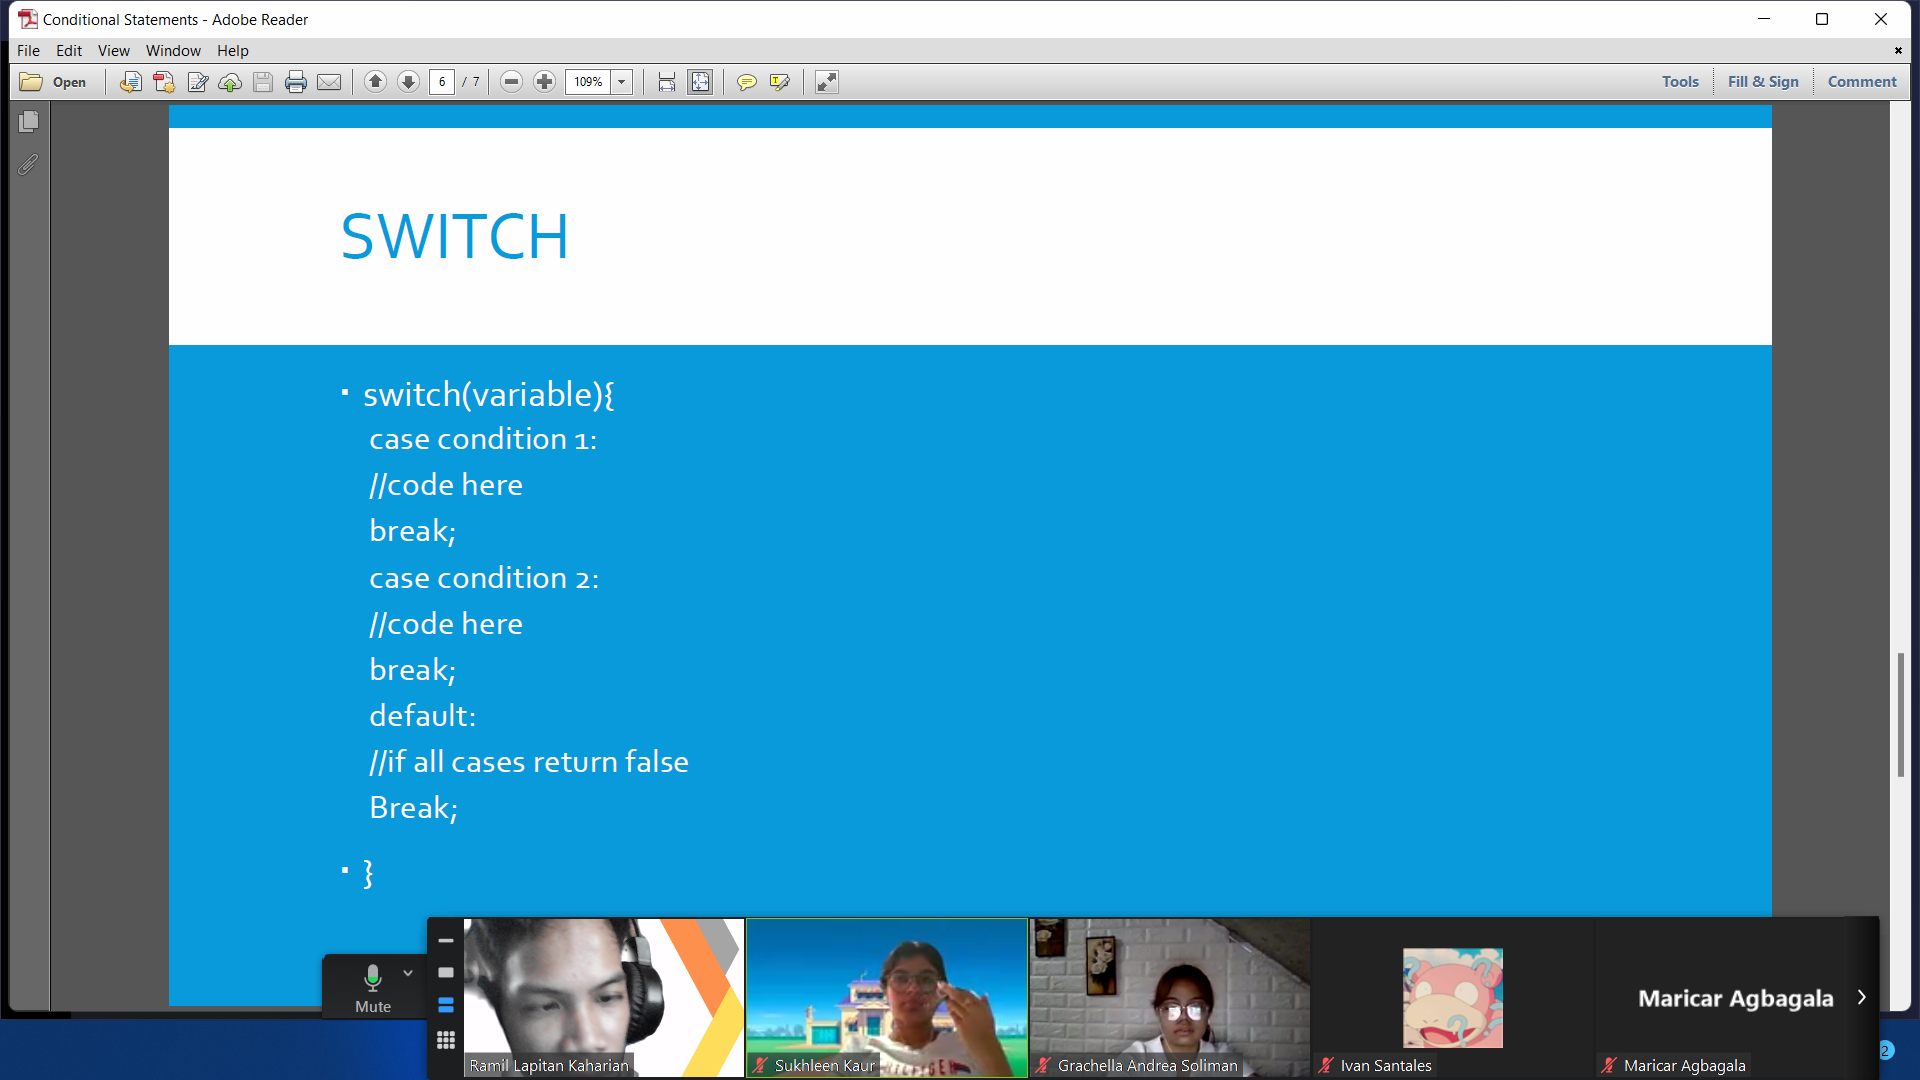 Conditional Statements - Adobe Reader
File Edit View Window Help
Open 6 / 7 109% Tools Fill & Sign Comment
SWITCH
▪ switch(variable){
case condition 1:
//code here
break;
case condition 2:
//code here
break;
default:
//if all cases return false
Break;
▪ }
Mute
Maricar Agbagala
Ramil Lapitan Kaharian
Sukhleen Kaur
Grachella Andrea Soliman
Ivan Santales
Maricar Agbagala
2